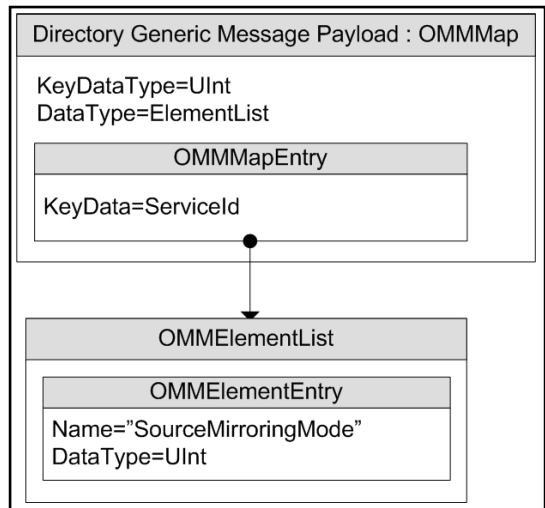 Directory Generic Message Payload : OMMMap
KeyDataType=UInt
DataType=ElementList
OMMMapEntry
KeyData=ServiceId
OMMElementList
OMMElementEntry
Name=”SourceMirroringMode”
DataType=UInt